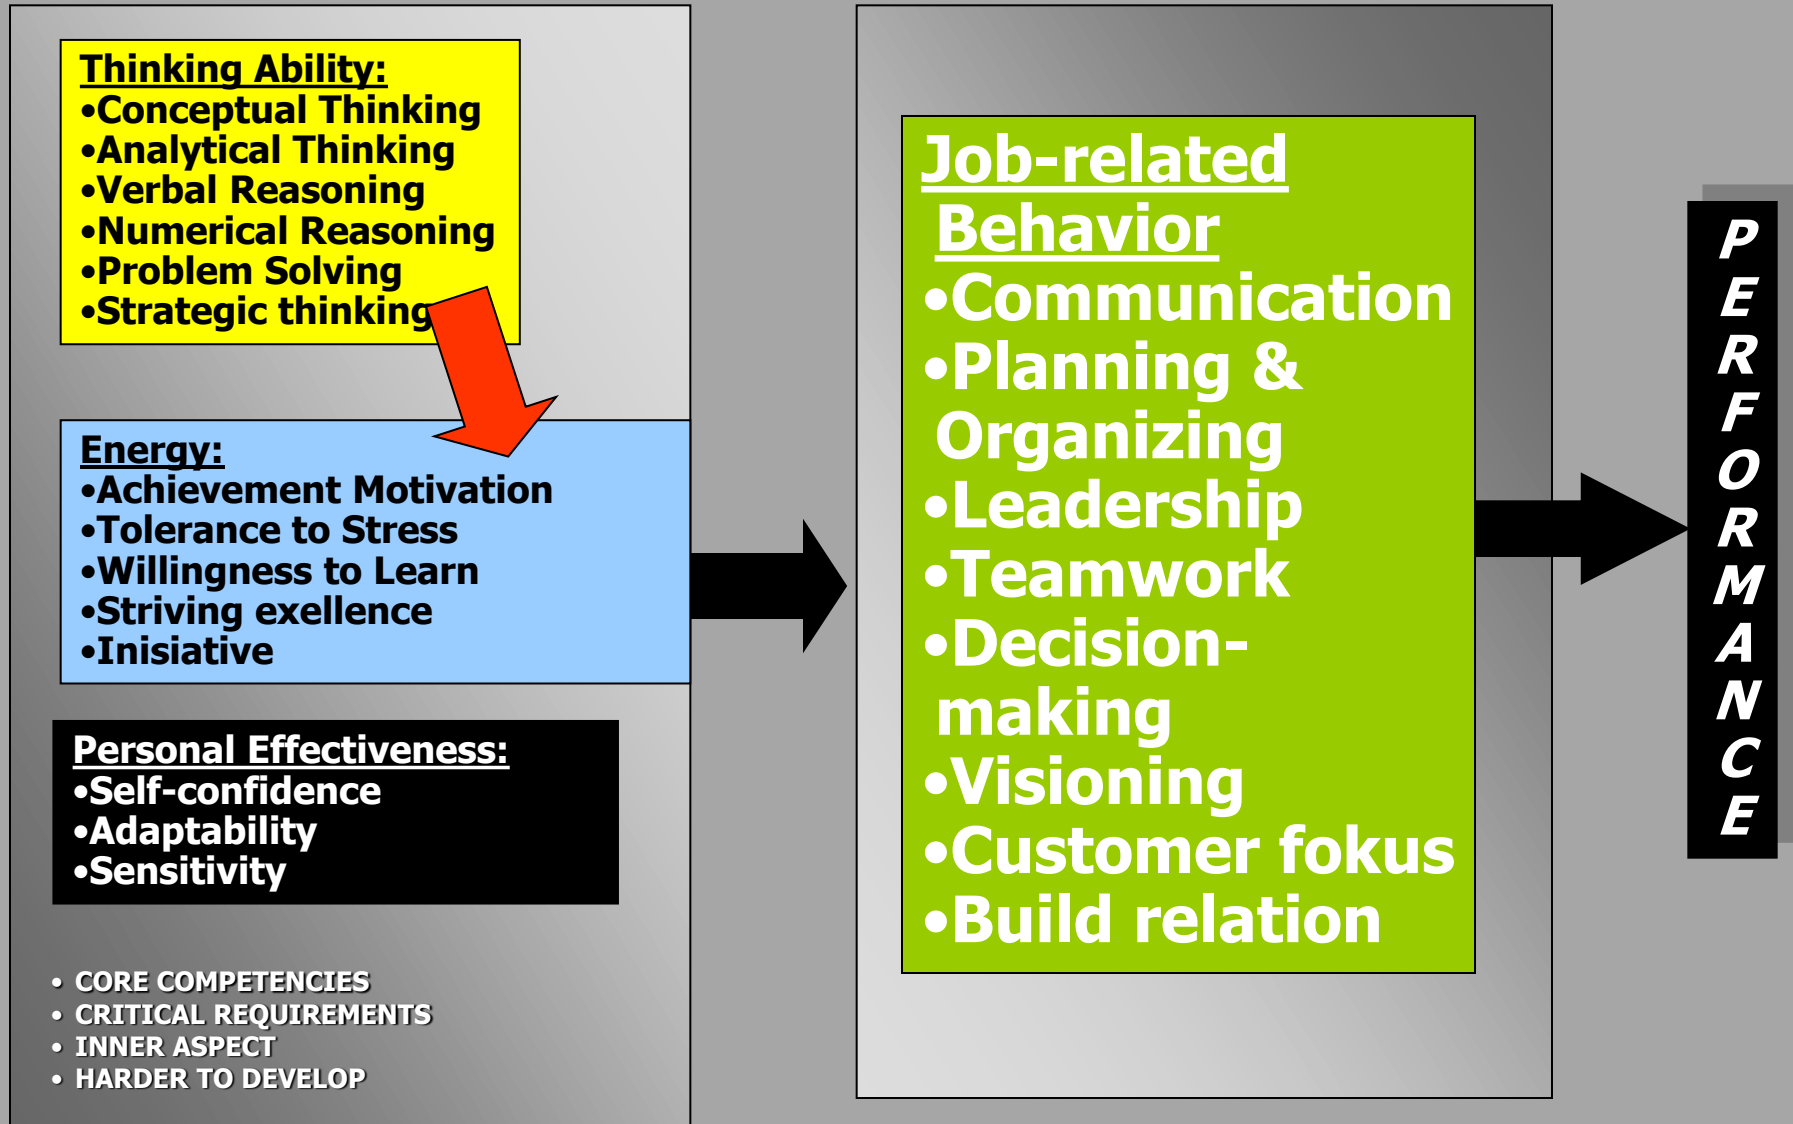 Thinking Ability:
•Conceptual Thinking
•Analytical Thinking
•Verbal Reasoning
•Numerical Reasoning
•Problem Solving
•Strategic thinking
Energy:
•Achievement Motivation
•Tolerance to Stress
•Willingness to Learn
•Striving exellence
•Inisiative
Personal Effectiveness:
•Self-confidence
•Adaptability
•Sensitivity
• CORE COMPETENCIES
• CRITICAL REQUIREMENTS
• INNER ASPECT
• HARDER TO DEVELOP
Job-related
Behavior
•Communication
•Planning &
Organizing
•Leadership
•Teamwork
•Decision-
making
•Visioning
•Customer fokus
•Build relation
PERFORMANCE